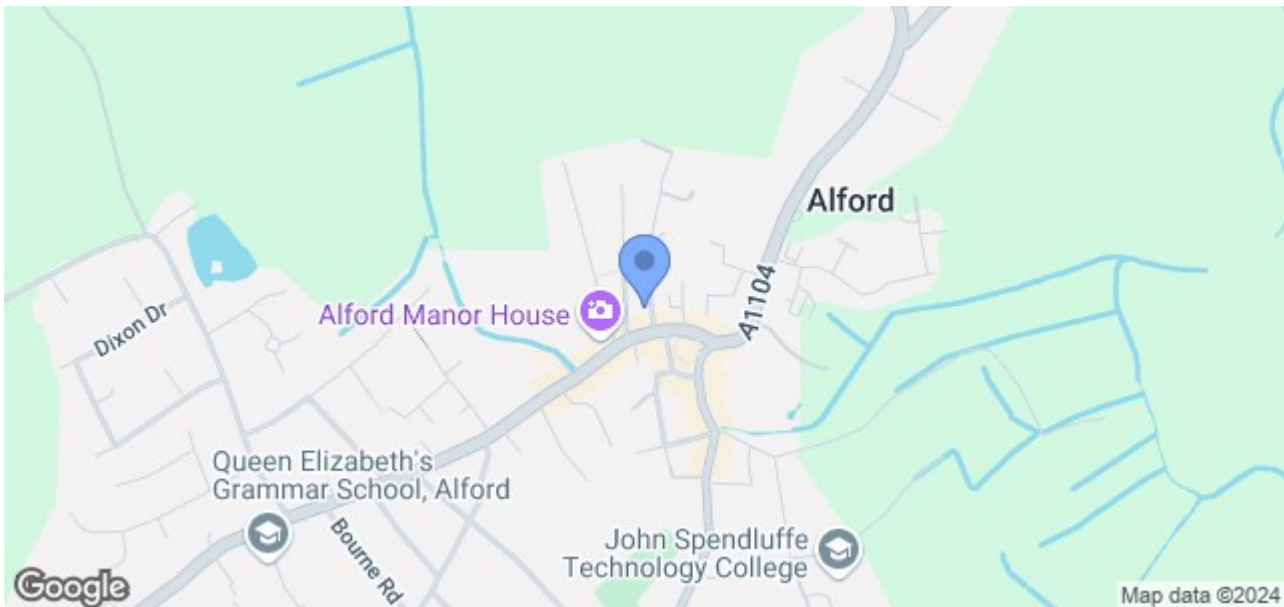 Alford
A1104
Alford Manor House
Dixon Dr
Queen Elizabeth's
Grammar School, Alford
Bourne Rd
John Spendluffe
Technology College
Google
Map data ©2024